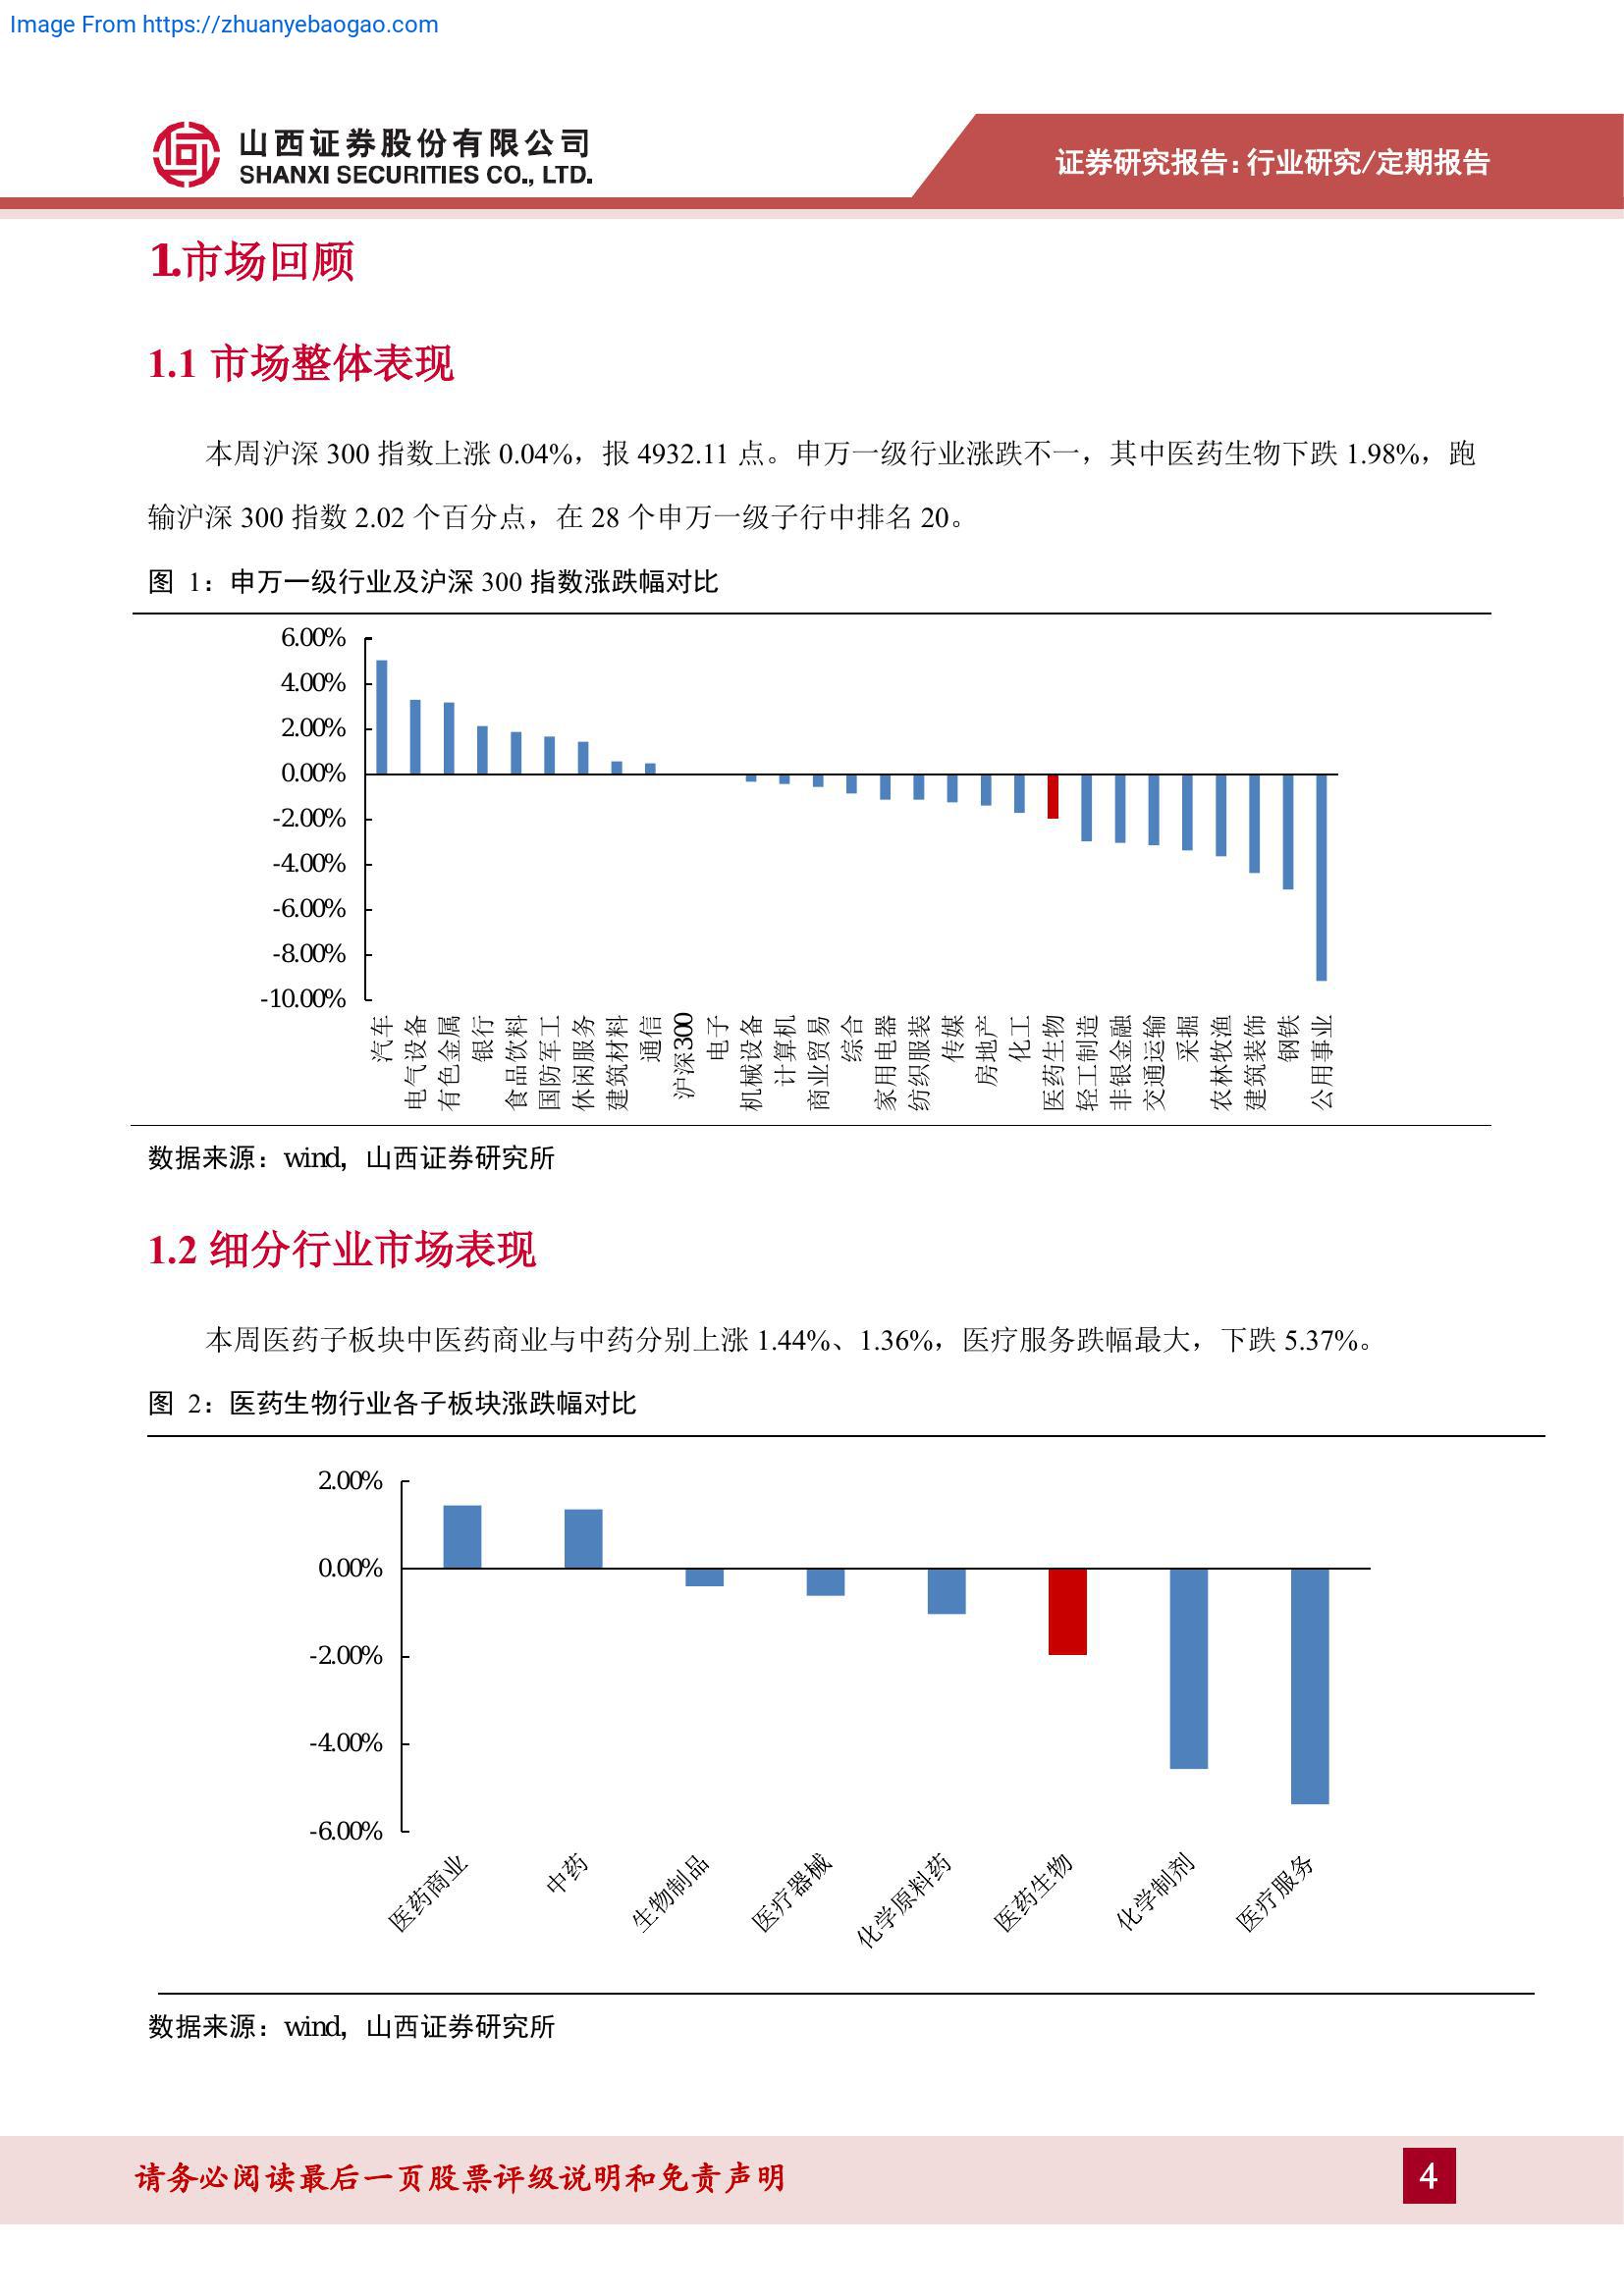 Image From https://zhuanyebaogao.com
山西证券股份有限公司
SHANXI SECURITIES CO., LTD.
证券研究报告:行业研究/定期报告
1.市场回顾
1.1 市场整体表现
本周沪深 300 指数上涨 0.04%，报 4932.11 点。申万一级行业涨跌不一，其中医药生物下跌 1.98%，跑
输沪深 300 指数 2.02 个百分点，在 28 个申万一级子行中排名 20。
图 1：申万一级行业及沪深 300 指数涨跌幅对比
6.00%
4.00%
2.00%
0.00%
-2.00%
-4.00%
-6.00%
-8.00%
-10.00%
汽车
电气设备
有色金属
银行
食品饮料
国防军工
休闲服务
建筑材料
通信
沪深300
电子
机械设备
计算机
商业贸易
综合
家用电器
纺织服装
传媒
房地产
化工
医药生物
轻工制造
非银金融
交通运输
采掘
农林牧渔
建筑装饰
钢铁
公用事业
数据来源：wind，山西证券研究所
1.2 细分行业市场表现
本周医药子板块中医药商业与中药分别上涨 1.44%、1.36%，医疗服务跌幅最大，下跌 5.37%。
图 2：医药生物行业各子板块涨跌幅对比
2.00%
0.00%
-2.00%
-4.00%
-6.00%
医药商业
中药
生物制品
医疗器械
化学原料药
医药生物
化学制剂
医疗服务
数据来源：wind，山西证券研究所
请务必阅读最后一页股票评级说明和免责声明
4